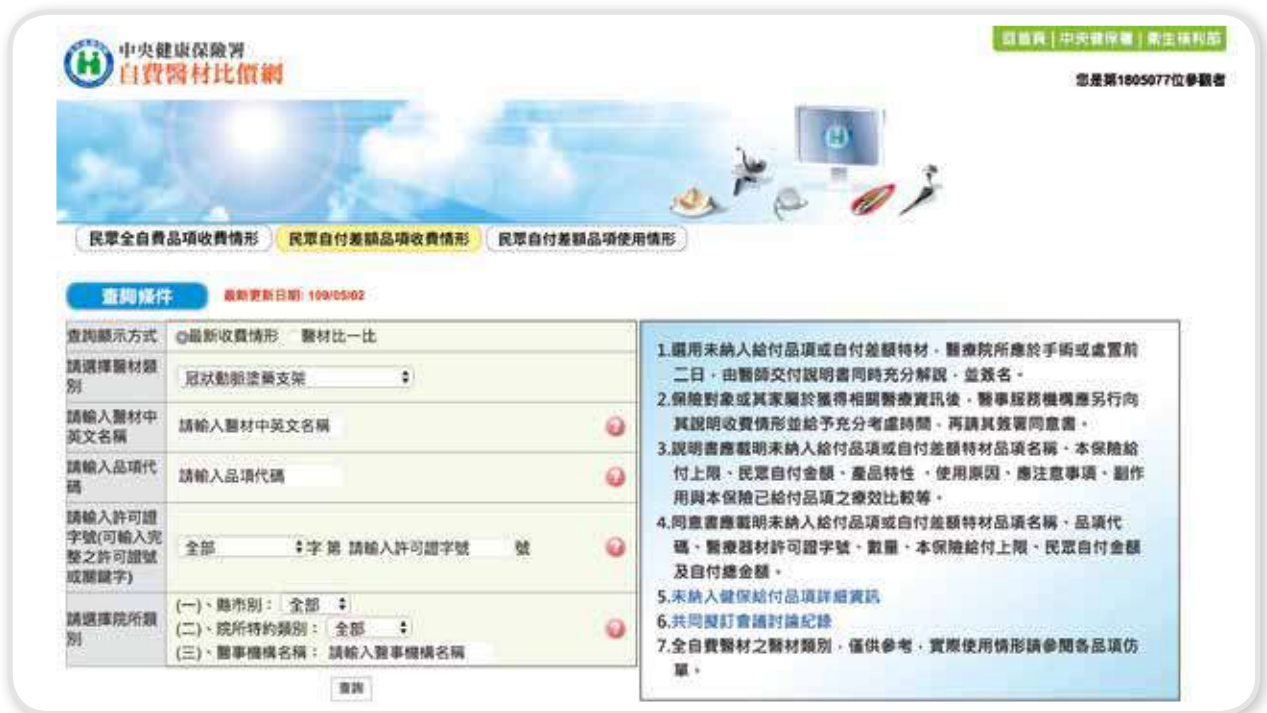 中央健康保險署
自費醫材比價網
回首頁 | 中央健保署 | 衛生福利部
您是第1805077位參觀者
民眾全自費品項收費情形
民眾自付差額品項收費情形
民眾自付差額品項使用情形
查詢條件
最新更新日期: 109/05/02
查詢顯示方式
◎最新收費情形 醫材比一比
請選擇醫材類
別
冠狀動脈塗藥支架
請輸入醫材中
英文名稱
請輸入醫材中英文名稱
?
請輸入品項代
碼
請輸入品項代碼
?
請輸入許可證
字號(可輸入完
整之許可證號
或關鍵字)
全部 字 第 請輸入許可證字號 號
?
請選擇院所類
別
(一)、縣市別： 全部
(二)、院所特約類別： 全部
(三)、醫事機構名稱： 請輸入醫事機構名稱
?
查詢
1.選用未納入給付品項或自付差額特材，醫療院所應於手術或處置前
二日，由醫師交付說明書同時充分解說，並簽名。
2.保險對象或其家屬於獲得相關醫療資訊後，醫事服務機構應另行向
其說明收費情形並給予充分考慮時間，再請其簽署同意書。
3.說明書應載明未納入給付品項或自付差額特材品項名稱、本保險給
付上限、民眾自付金額、產品特性 、使用原因、應注意事項、副作
用與本保險已給付品項之療效比較等。
4.同意書應載明未納入給付品項或自付差額特材品項名稱、品項代
碼、醫療器材許可證字號、數量、本保險給付上限、民眾自付金額
及自付總金額。
5.未納入健保給付品項詳細資訊
6.共同擬訂會議討論紀錄
7.全自費醫材之醫材類別，僅供參考，實際使用情形請參閱各品項仿
單。